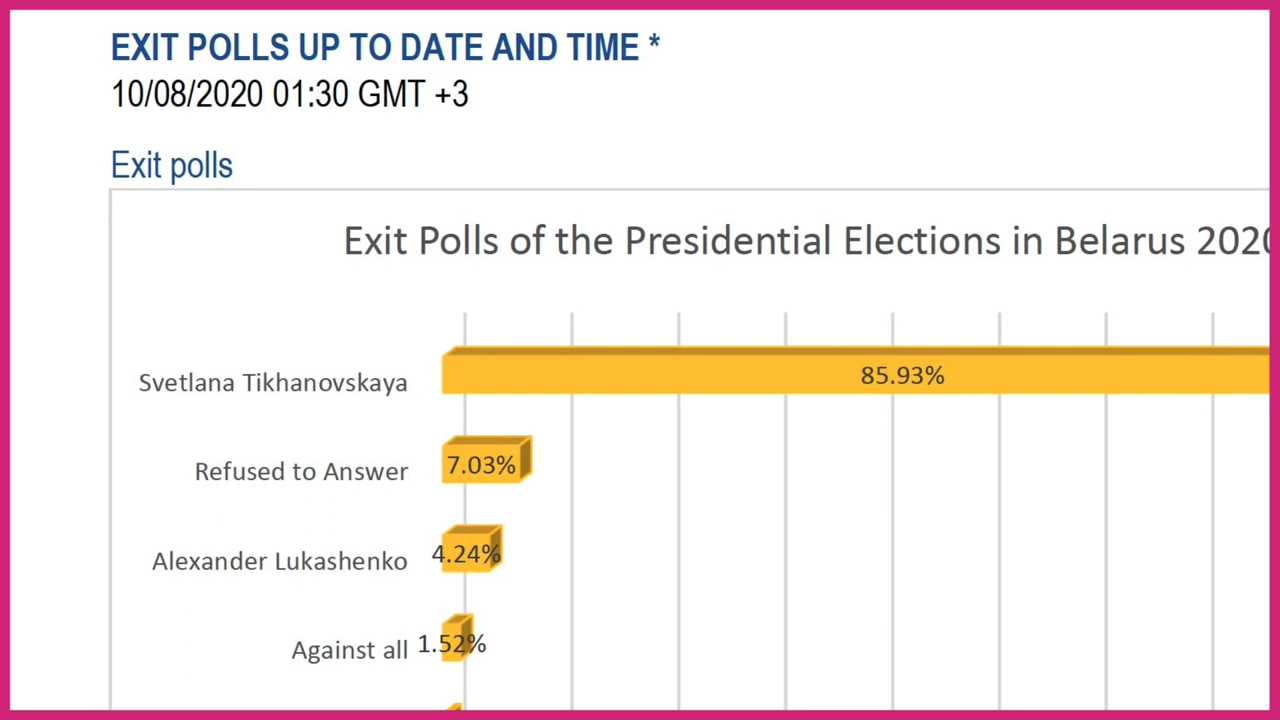 EXIT POLLS UP TO DATE AND TIME *
10/08/2020 01:30 GMT +3
Exit polls
Exit Polls of the Presidential Elections in Belarus 2020
Svetlana Tikhanovskaya 85.93%
Refused to Answer 7.03%
Alexander Lukashenko 4.24%
Against all 1.52%